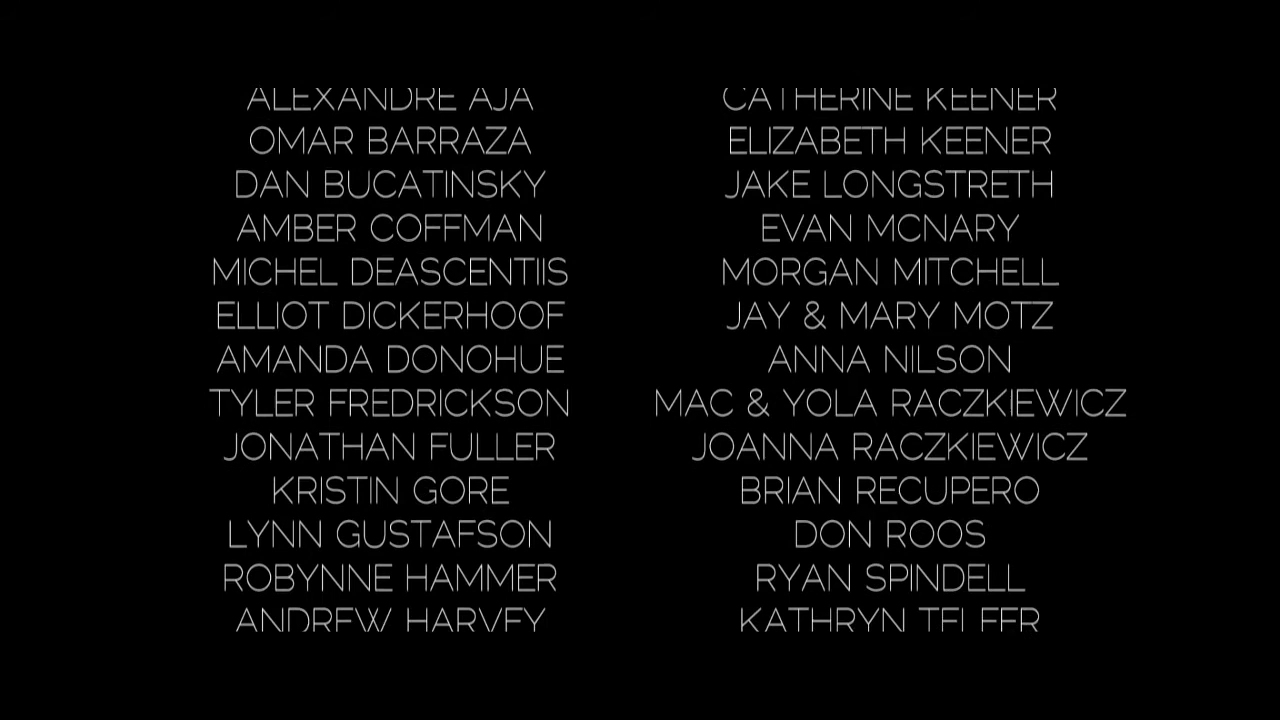 ALEXANDRE AJA
OMAR BARRAZA
DAN BUCATINSKY
AMBER COFFMAN
MICHEL DEASCENTIIS
ELLIOT DICKERHOOF
AMANDA DONOHUE
TYLER FREDRICKSON
JONATHAN FULLER
KRISTIN GORE
LYNN GUSTAFSON
ROBYNNE HAMMER
ANDREW HARVEY
CATHERINE KEENER
ELIZABETH KEENER
JAKE LONGSTRETH
EVAN MCNARY
MORGAN MITCHELL
JAY & MARY MOTZ
ANNA NILSON
MAC & YOLA RACZKIEWICZ
JOANNA RACZKIEWICZ
BRIAN RECUPERO
DON ROOS
RYAN SPINDELL
KATHRYN TELFER